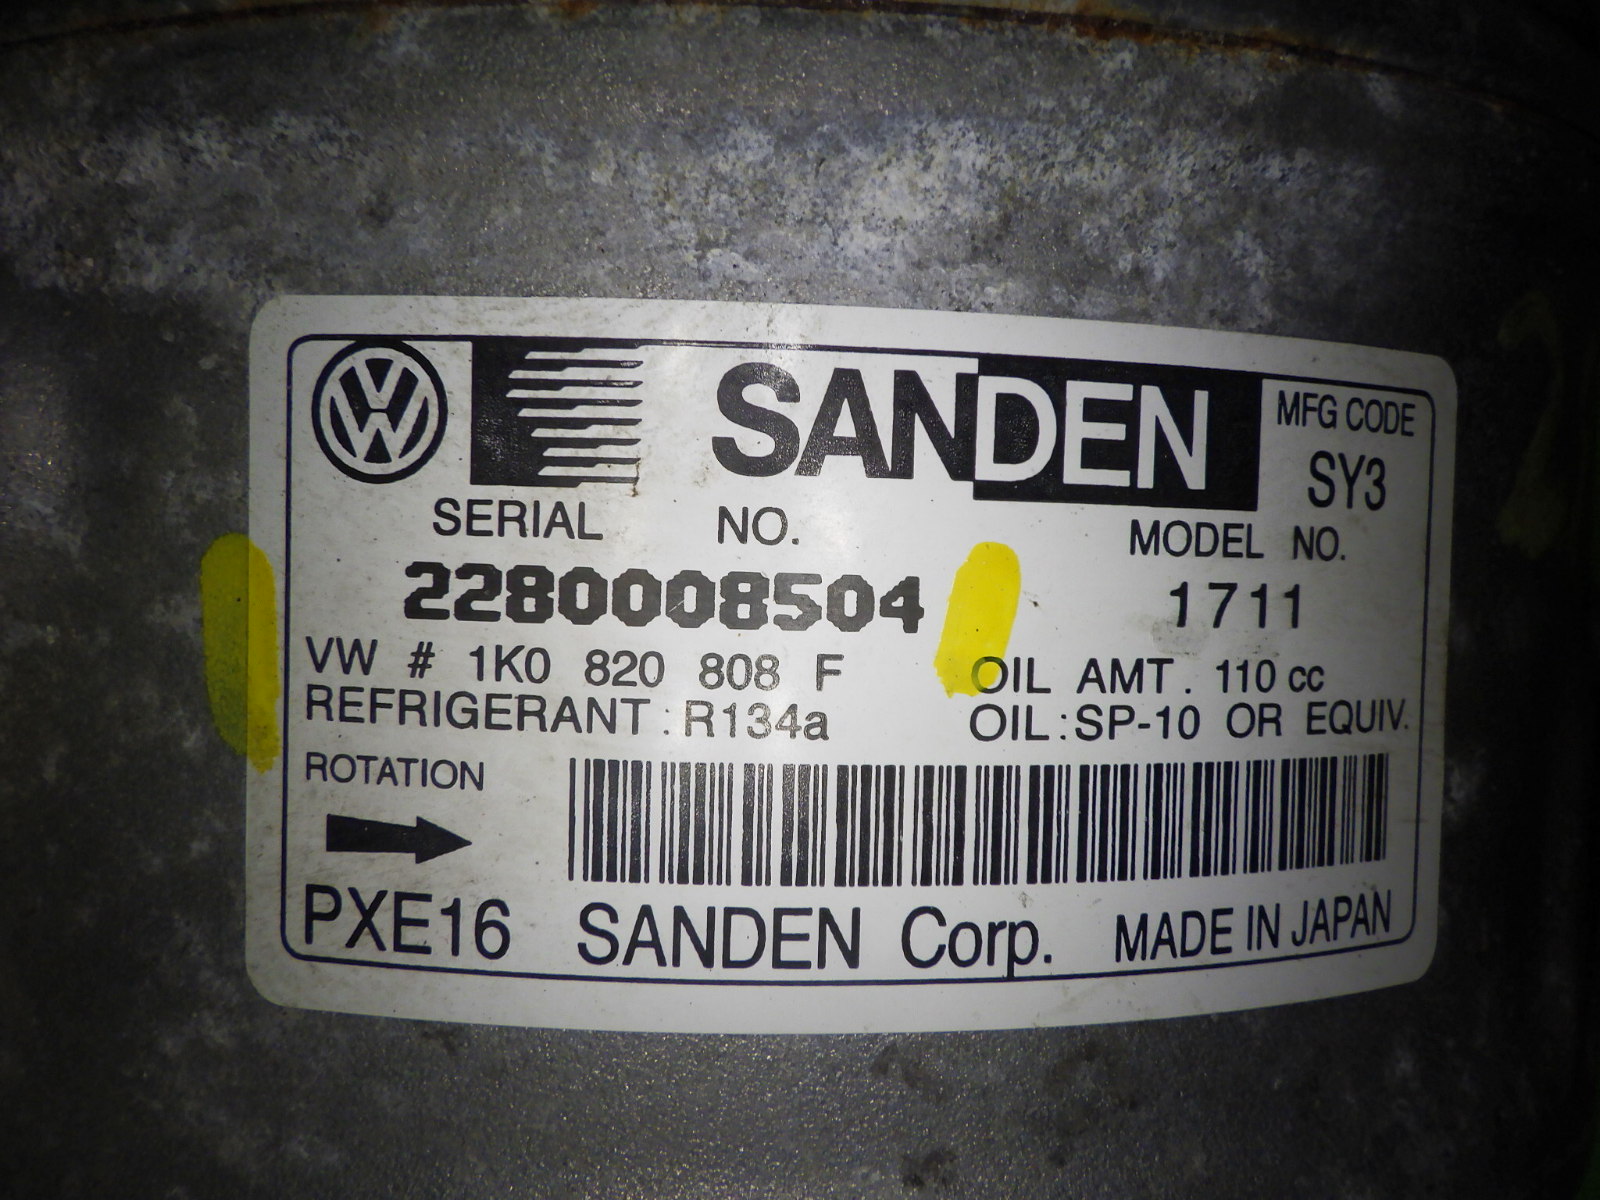 VW SANDEN MFG CODE
SY3
SERIAL NO. MODEL NO.
2280008504 1711
VW # 1K0 820 808 F OIL AMT. 110 cc
REFRIGERANT: R134a OIL:SP-10 OR EQUIV.
ROTATION
PXE16 SANDEN Corp. MADE IN JAPAN